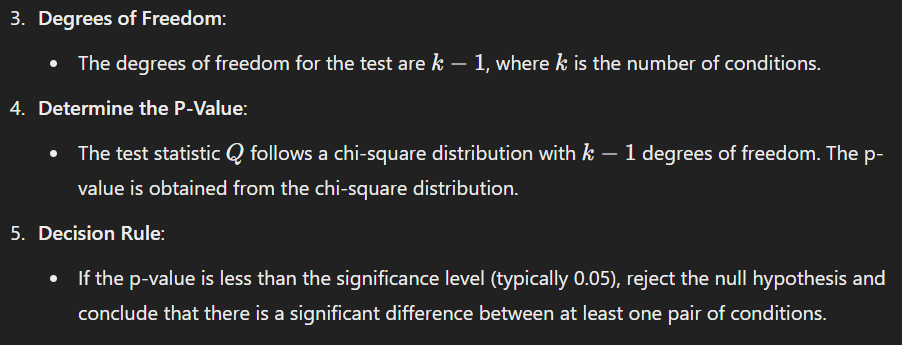 3. Degrees of Freedom:
• The degrees of freedom for the test are k − 1, where k is the number of conditions.
4. Determine the P-Value:
• The test statistic Q follows a chi-square distribution with k − 1 degrees of freedom. The p-
value is obtained from the chi-square distribution.
5. Decision Rule:
• If the p-value is less than the significance level (typically 0.05), reject the null hypothesis and
conclude that there is a significant difference between at least one pair of conditions.